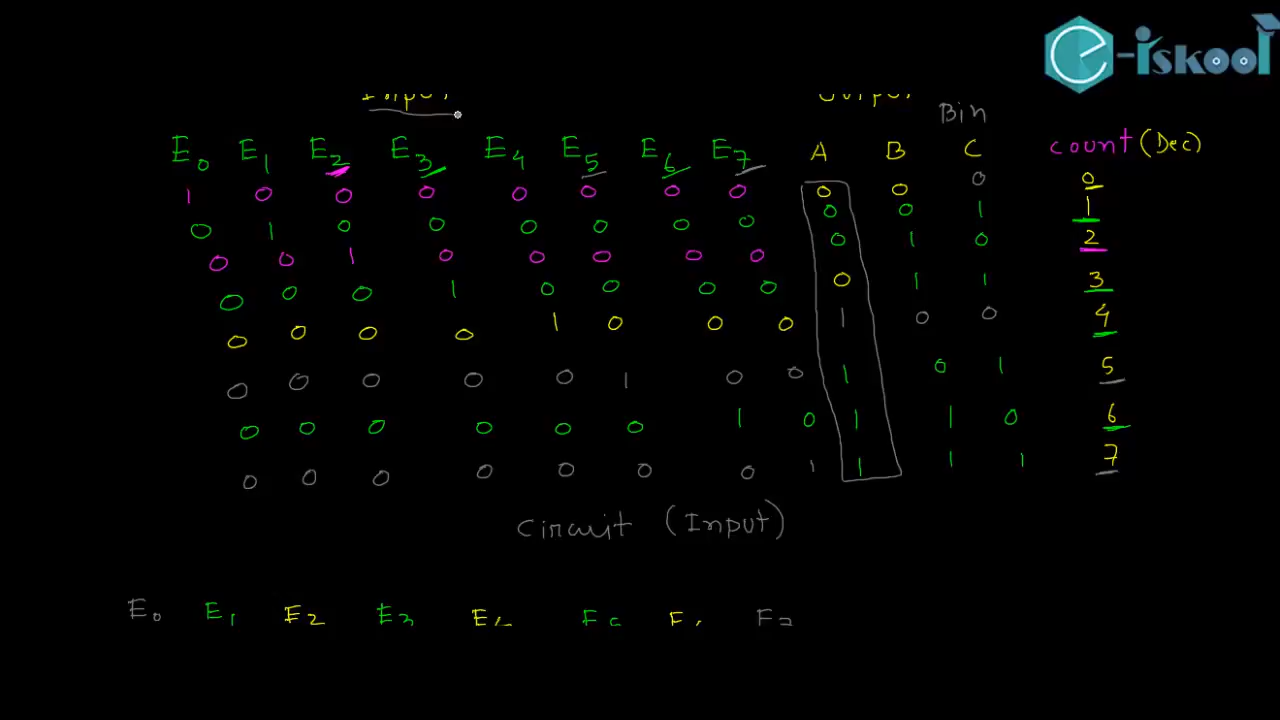 e-iskool
Input Output
Bin
E0 E1 E2 E3 E4 E5 E6 E7 A B C count (Dec)
1 0 0 0 0 0 0 0 0 0 0 0
0 1 0 0 0 0 0 0 0 0 1 1
0 0 1 0 0 0 0 0 0 1 0 2
0 0 0 1 0 0 0 0 0 1 1 3
0 0 0 0 1 0 0 0 1 0 0 4
0 0 0 0 0 1 0 0 1 0 1 5
0 0 0 0 0 0 1 0 1 1 0 6
0 0 0 0 0 0 0 1 1 1 1 7
Circuit (Input)
E0 E1 E2 E3